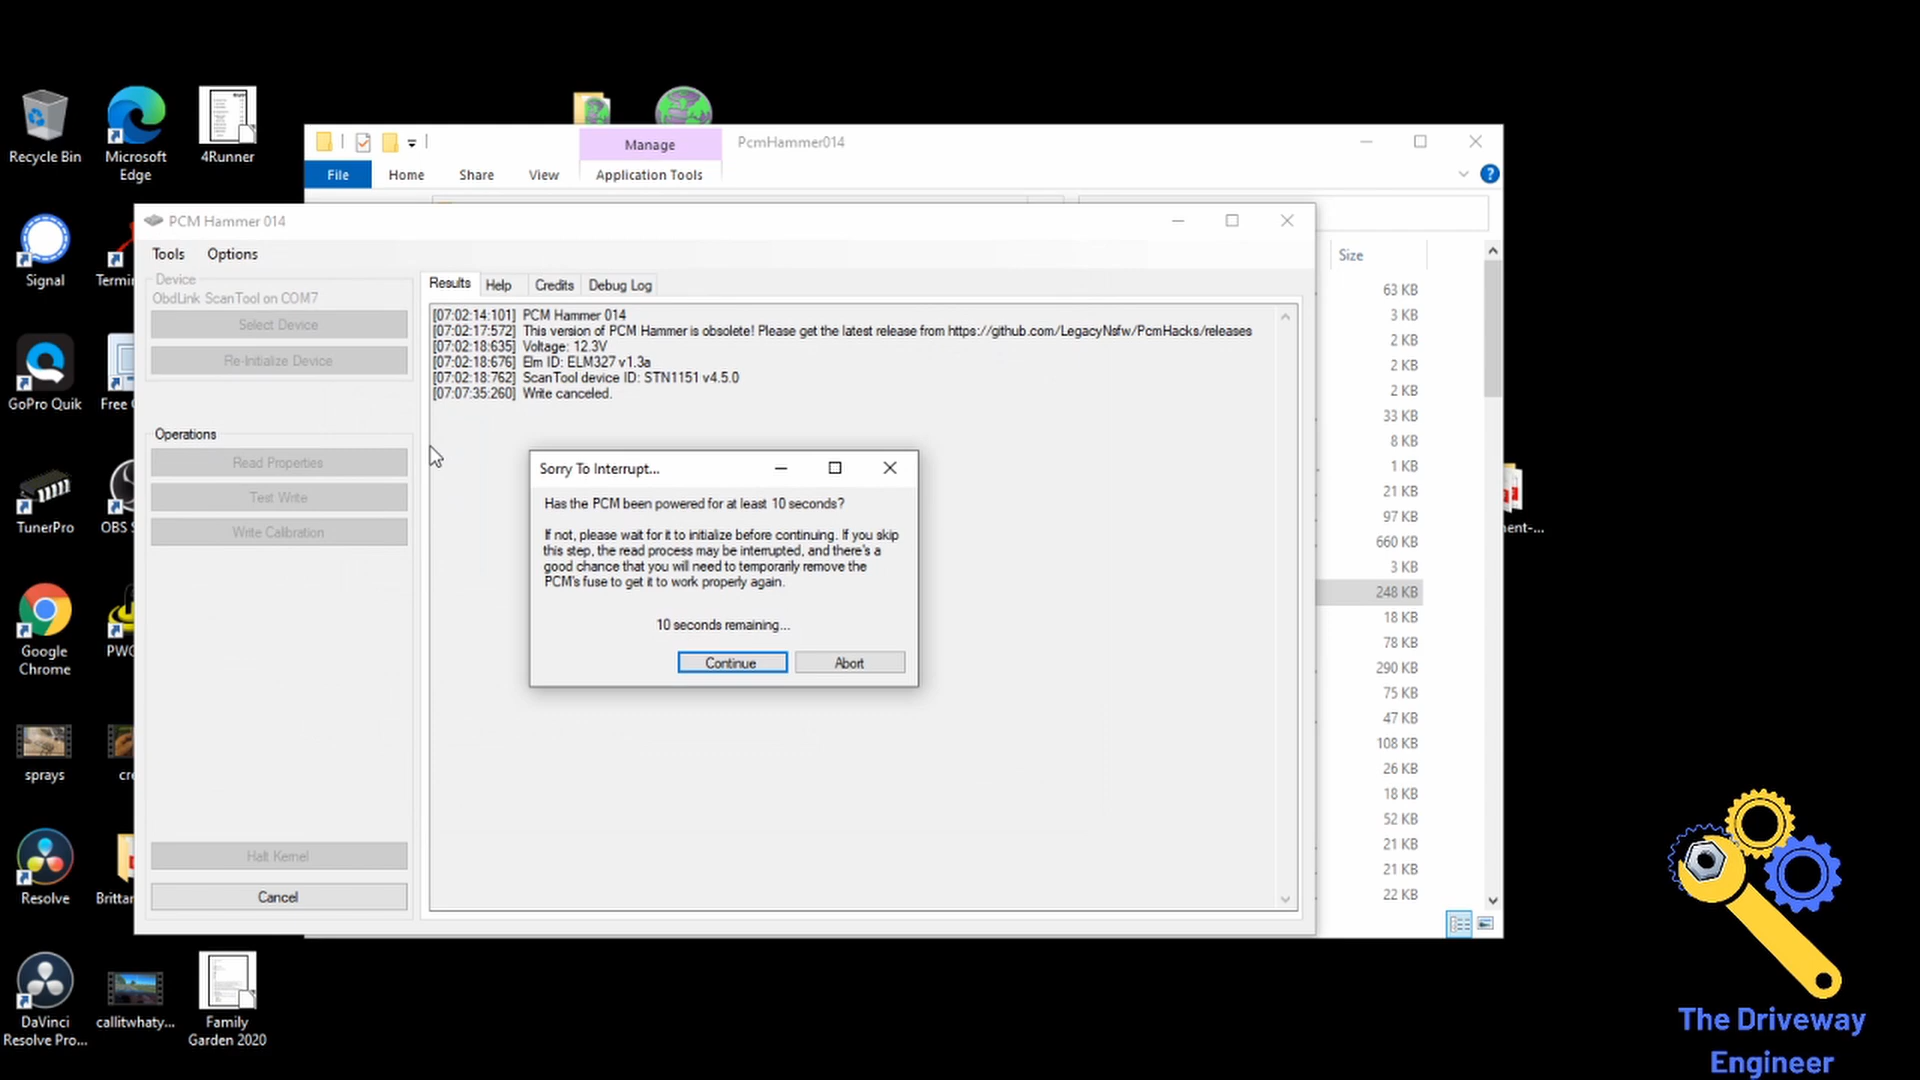 Recycle Bin
Microsoft
Edge
4Runner
Manage
PcmHammer014
File
Home
Share
View
Application Tools
PCM Hammer 014
Tools
Options
Size
Device
ObdLink ScanTool on COM7
Select Device
Re-Initialize Device
Operations
Read Properties
Test Write
Write Calibration
Halt Kernel
Cancel
Results
Help
Credits
Debug Log
[07:02:14:101] PCM Hammer 014
[07:02:17:572] This version of PCM Hammer is obsolete! Please get the latest release from https://github.com/LegacyNsfw/PcmHacks/releases
[07:02:18:635] Voltage: 12.3V
[07:02:18:676] Elm ID: ELM327 v1.3a
[07:02:18:762] ScanTool device ID: STN1151 v4.5.0
[07:07:35:260] Write canceled.
Sorry To Interrupt...
Has the PCM been powered for at least 10 seconds?
If not, please wait for it to initialize before continuing. If you skip
this step, the read process may be interrupted, and there's a
good chance that you will need to temporarily remove the
PCM's fuse to get it to work properly again.
10 seconds remaining...
Continue
Abort
63 KB
3 KB
2 KB
2 KB
2 KB
33 KB
8 KB
1 KB
21 KB
97 KB
660 KB
3 KB
248 KB
18 KB
78 KB
290 KB
75 KB
47 KB
108 KB
26 KB
18 KB
52 KB
21 KB
21 KB
22 KB
Signal
Termin
GoPro Quik
Free
TunerPro
OBS S
ent-...
Google
Chrome
PWC
sprays
cre
Resolve
Brittan
DaVinci
Resolve Pro...
callitwhaty...
Family
Garden 2020
The Driveway
Engineer